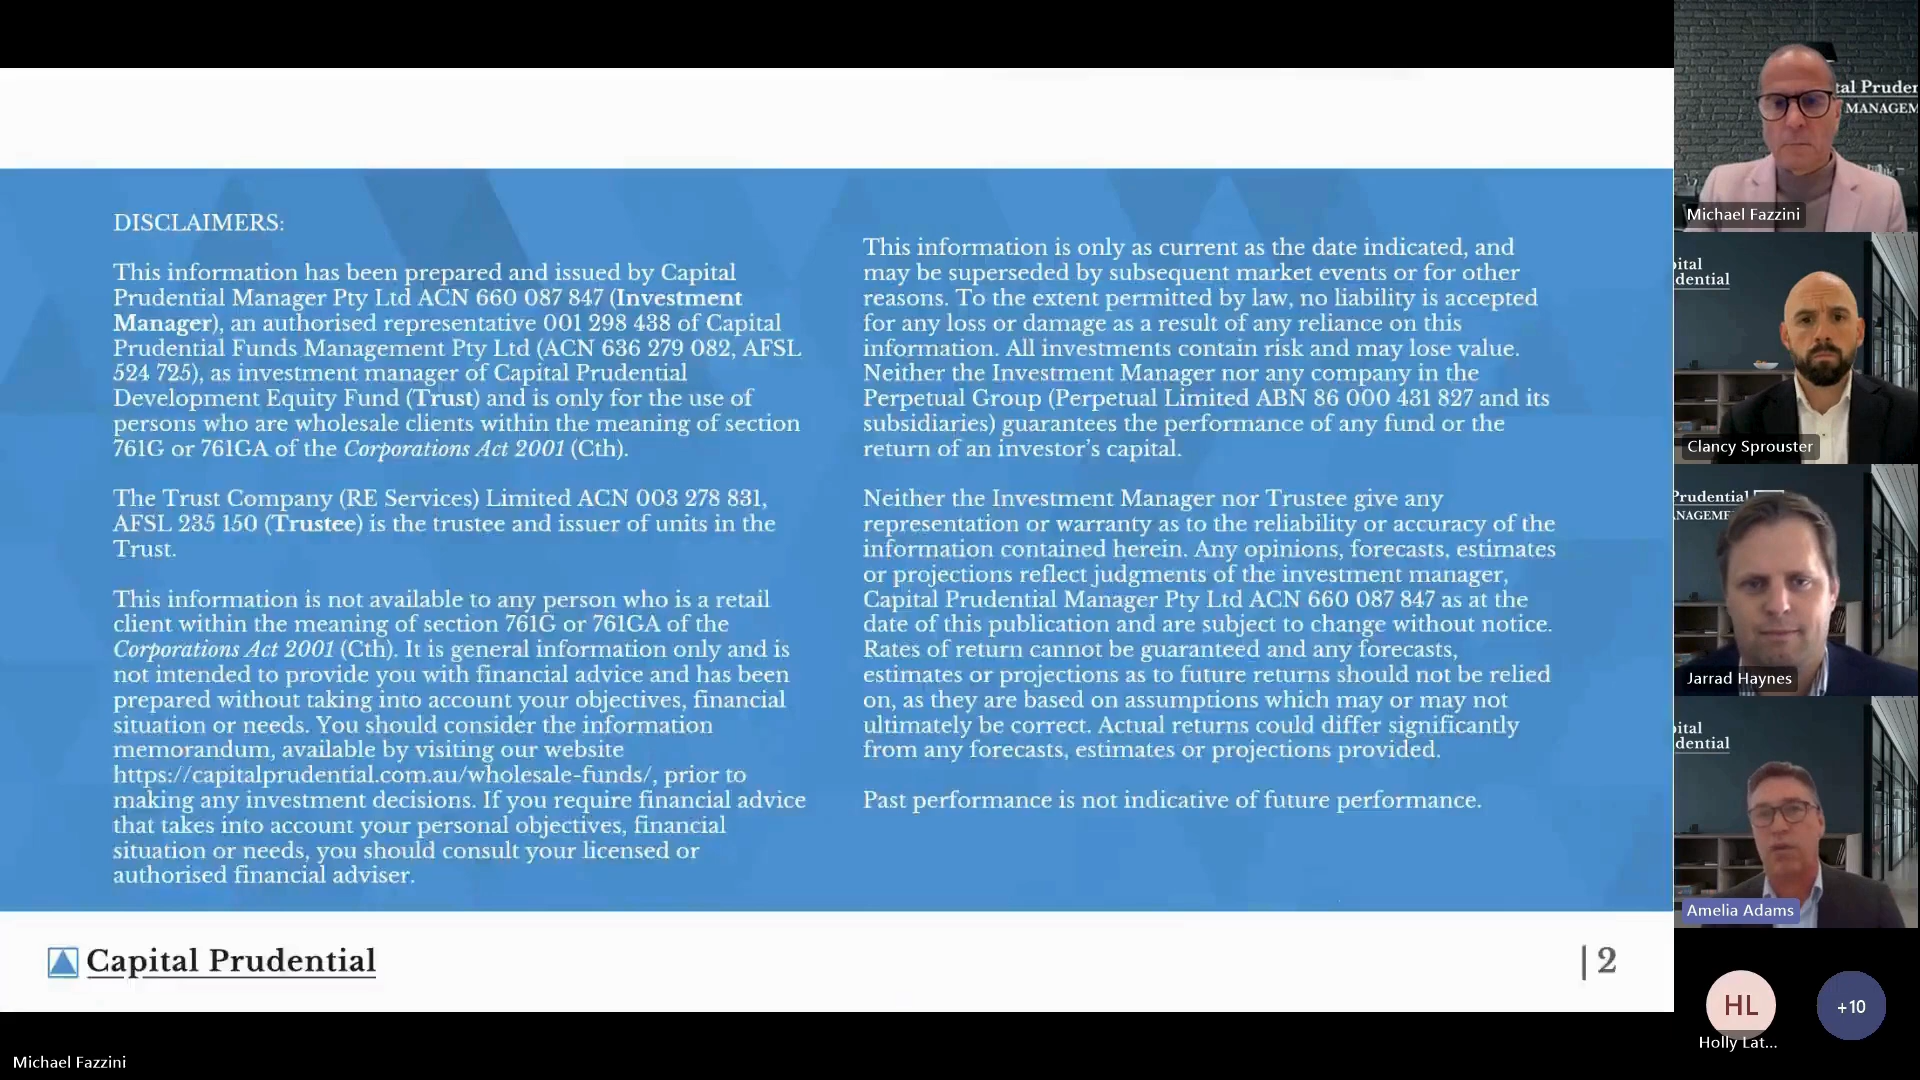 DISCLAIMERS:
This information has been prepared and issued by Capital
Prudential Manager Pty Ltd ACN 660 087 847 (Investment
Manager), an authorised representative 001 298 438 of Capital
Prudential Funds Management Pty Ltd (ACN 636 279 082, AFSL
524 725), as investment manager of Capital Prudential
Development Equity Fund (Trust) and is only for the use of
persons who are wholesale clients within the meaning of section
761G or 761GA of the Corporations Act 2001 (Cth).
The Trust Company (RE Services) Limited ACN 003 278 831,
AFSL 235 150 (Trustee) is the trustee and issuer of units in the
Trust.
This information is not available to any person who is a retail
client within the meaning of section 761G or 761GA of the
Corporations Act 2001 (Cth). It is general information only and is
not intended to provide you with financial advice and has been
prepared without taking into account your objectives, financial
situation or needs. You should consider the information
memorandum, available by visiting our website
https://capitalprudential.com.au/wholesale-funds/, prior to
making any investment decisions. If you require financial advice
that takes into account your personal objectives, financial
situation or needs, you should consult your licensed or
authorised financial adviser.
This information is only as current as the date indicated, and
may be superseded by subsequent market events or for other
reasons. To the extent permitted by law, no liability is accepted
for any loss or damage as a result of any reliance on this
information. All investments contain risk and may lose value.
Neither the Investment Manager nor any company in the
Perpetual Group (Perpetual Limited ABN 86 000 431 827 and its
subsidiaries) guarantees the performance of any fund or the
return of an investor's capital.
Neither the Investment Manager nor Trustee give any
representation or warranty as to the reliability or accuracy of the
information contained herein. Any opinions, forecasts, estimates
or projections reflect judgments of the investment manager,
Capital Prudential Manager Pty Ltd ACN 660 087 847 as at the
date of this publication and are subject to change without notice.
Rates of return cannot be guaranteed and any forecasts,
estimates or projections as to future returns should not be relied
on, as they are based on assumptions which may or may not
ultimately be correct. Actual returns could differ significantly
from any forecasts, estimates or projections provided.
Past performance is not indicative of future performance.
Capital Prudential
| 2
Michael Fazzini
tal Pruden
MANAGEM
Michael Fazzini
pital
dential
Clancy Sprouster
Prudential
NAGEME
Jarrad Haynes
pital
dential
Amelia Adams
HL
Holly Lat...
+10